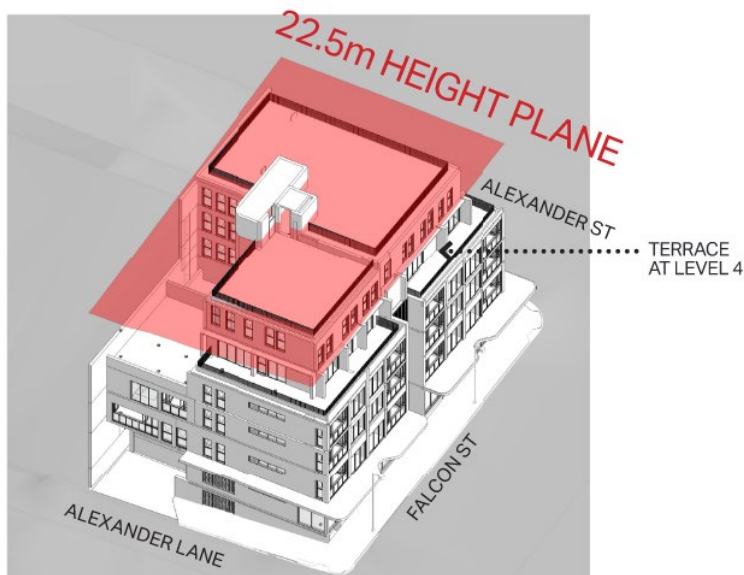 22.5m HEIGHT PLANE
ALEXANDER ST
TERRACE
AT LEVEL 4
FALCON ST
ALEXANDER LANE